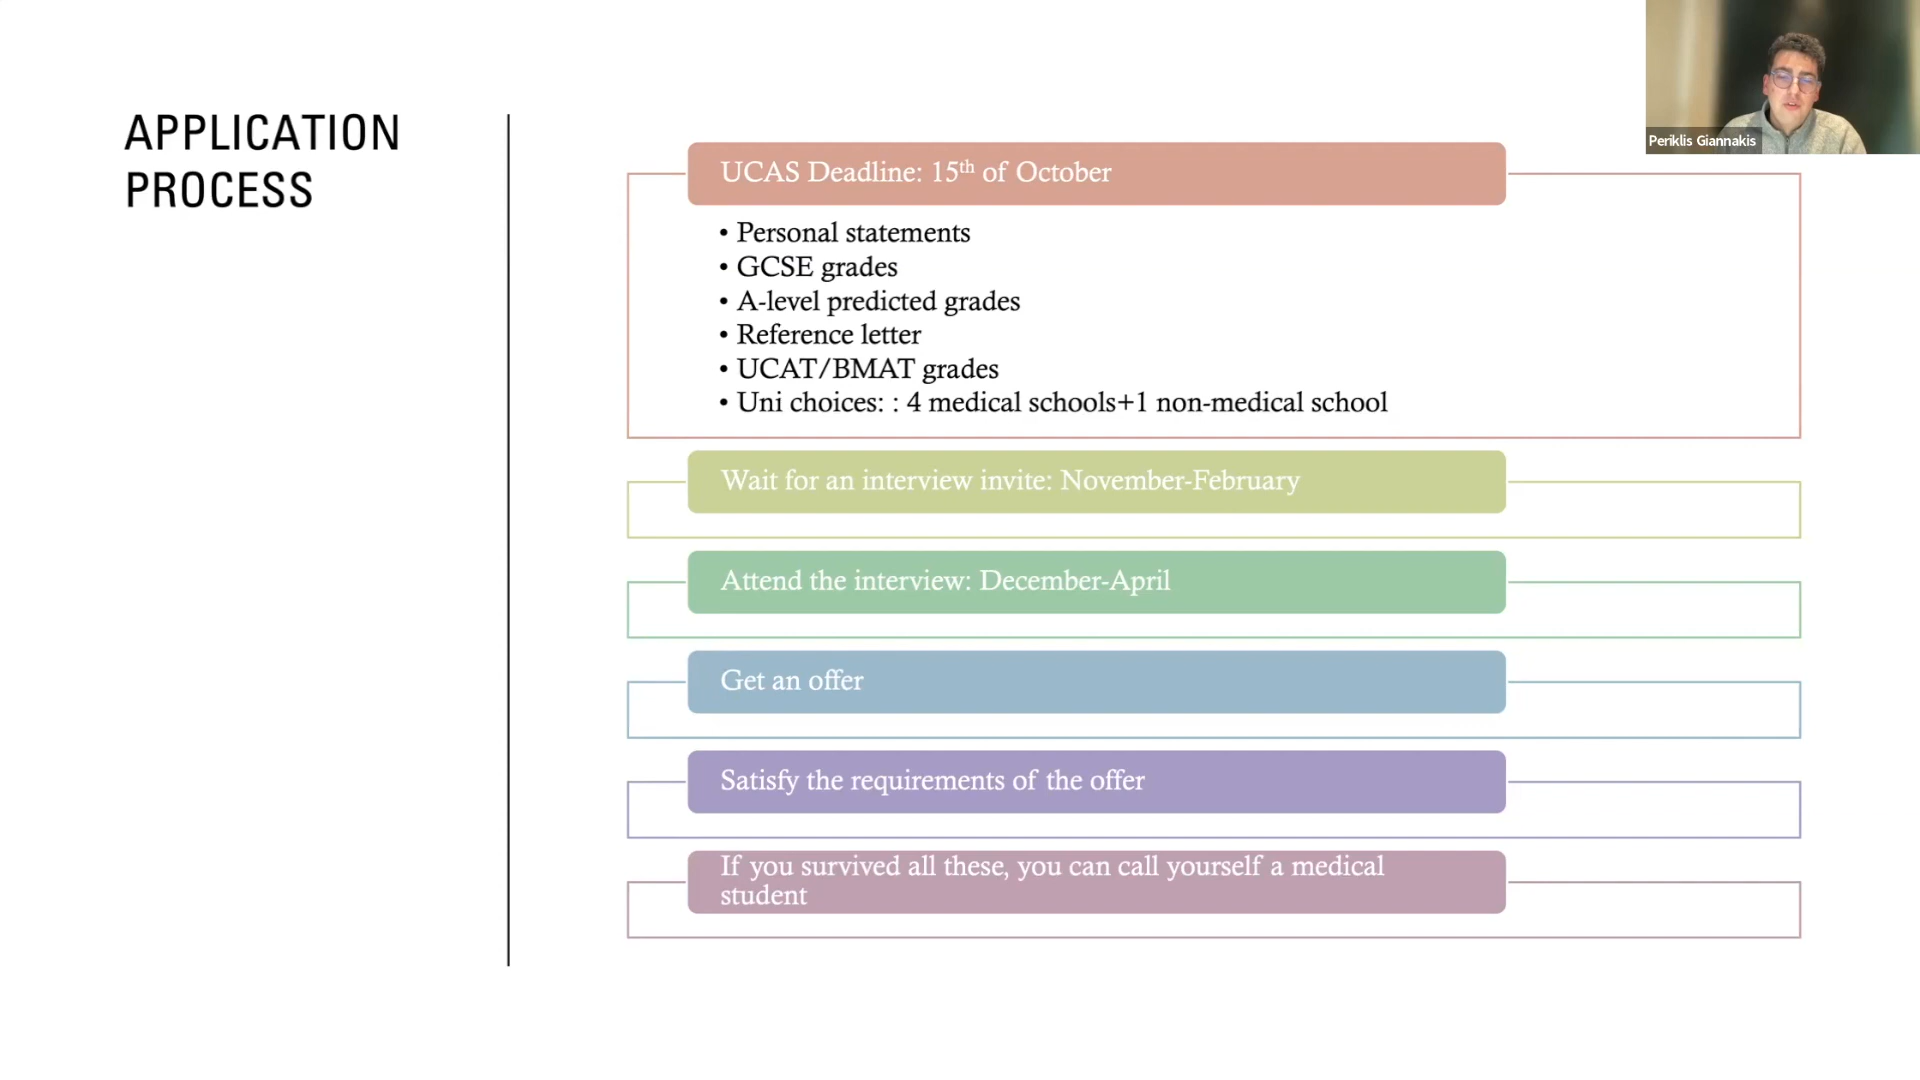 APPLICATION
PROCESS
UCAS Deadline: 15th of October
• Personal statements
• GCSE grades
• A-level predicted grades
• Reference letter
• UCAT/BMAT grades
• Uni choices: : 4 medical schools+1 non-medical school
Wait for an interview invite: November-February
Attend the interview: December-April
Get an offer
Satisfy the requirements of the offer
If you survived all these, you can call yourself a medical
student
Periklis Giannakis